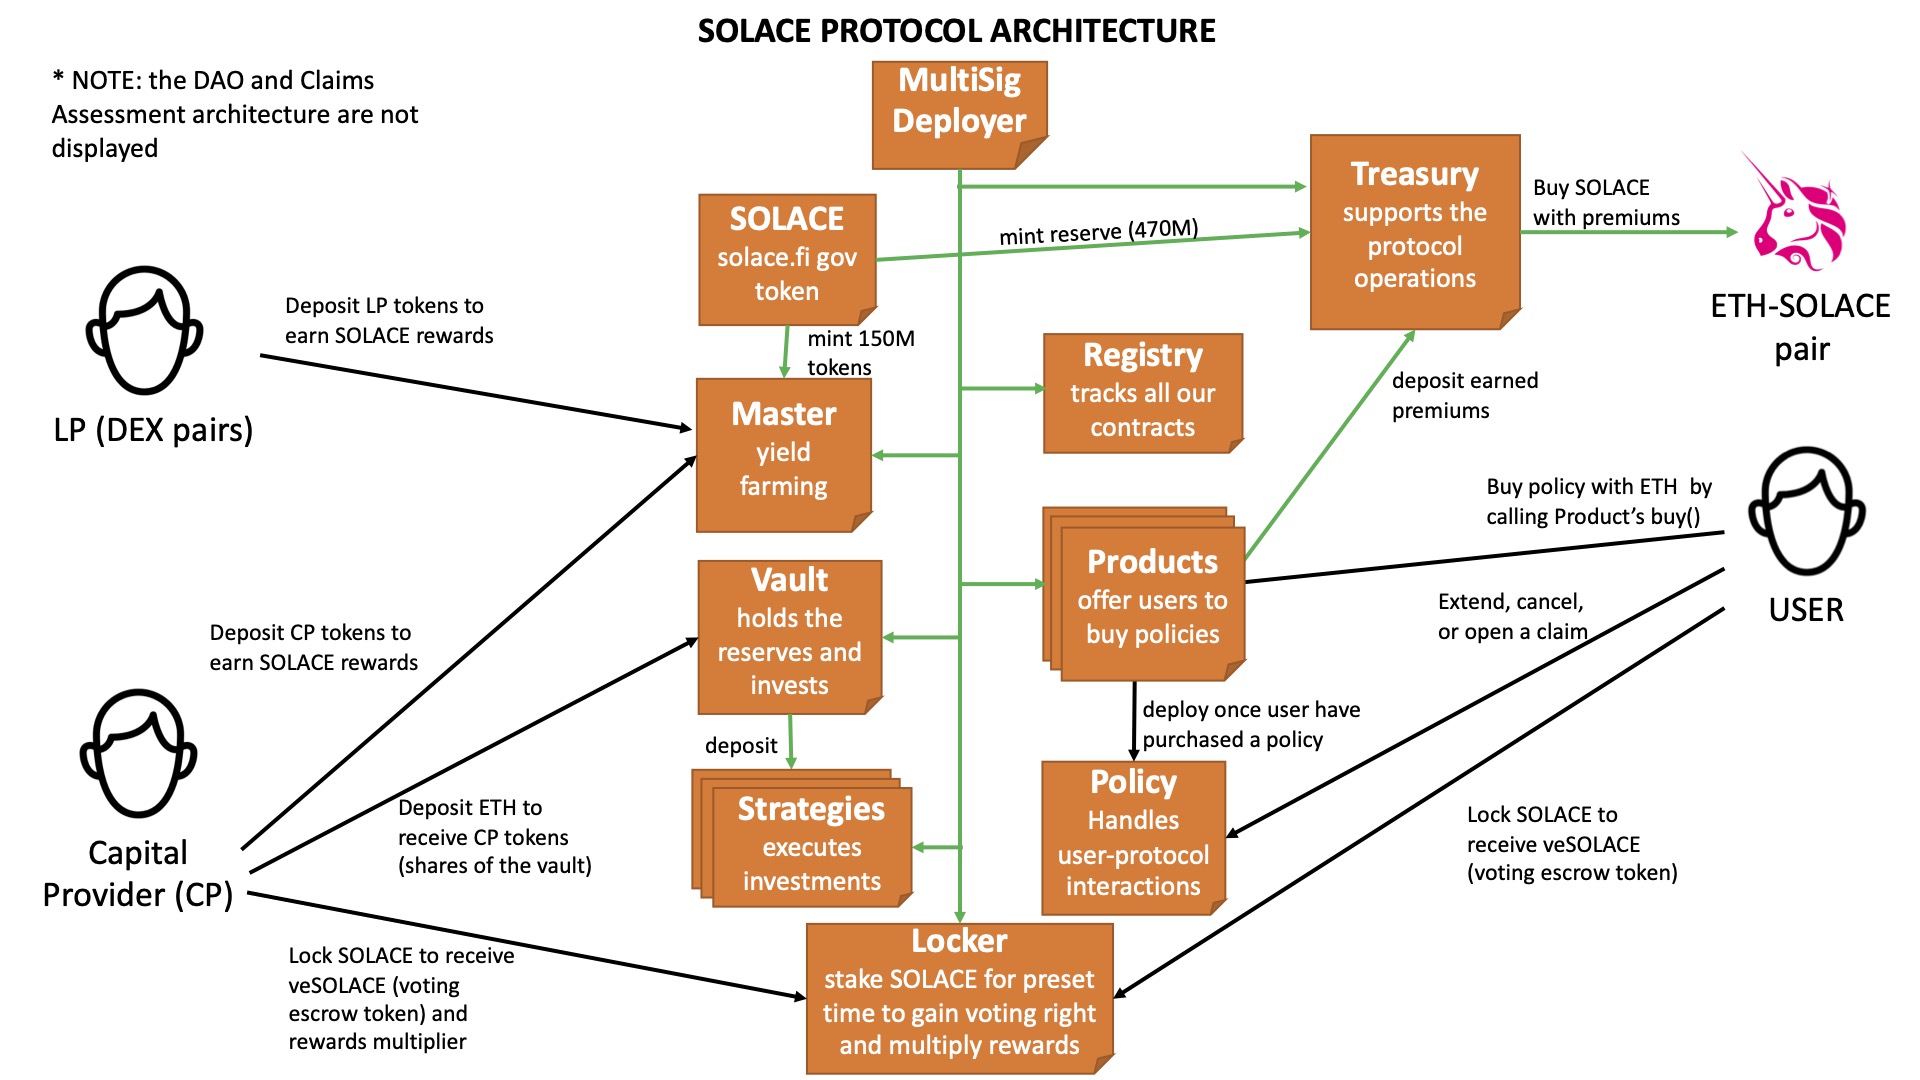 SOLACE PROTOCOL ARCHITECTURE
* NOTE: the DAO and Claims
Assessment architecture are not
displayed
MultiSig
Deployer
SOLACE
solace.fi gov
token
mint reserve (470M)
Treasury
supports the
protocol
operations
Buy SOLACE
with premiums
ETH-SOLACE
pair
Deposit LP tokens to
earn SOLACE rewards
LP (DEX pairs)
mint 150M
tokens
Master
yield
farming
Registry
tracks all our
contracts
deposit earned
premiums
Buy policy with ETH  by
calling Product’s buy()
USER
Products
offer users to
buy policies
Extend, cancel,
or open a claim
Vault
holds the
reserves and
invests
Deposit CP tokens to
earn SOLACE rewards
deposit
deploy once user have
purchased a policy
Capital
Provider (CP)
Deposit ETH to
receive CP tokens
(shares of the vault)
Strategies
executes
investments
Policy
Handles
user-protocol
interactions
Lock SOLACE to
receive veSOLACE
(voting escrow token)
Lock SOLACE to receive
veSOLACE (voting
escrow token) and
rewards multiplier
Locker
stake SOLACE for preset
time to gain voting right
and multiply rewards